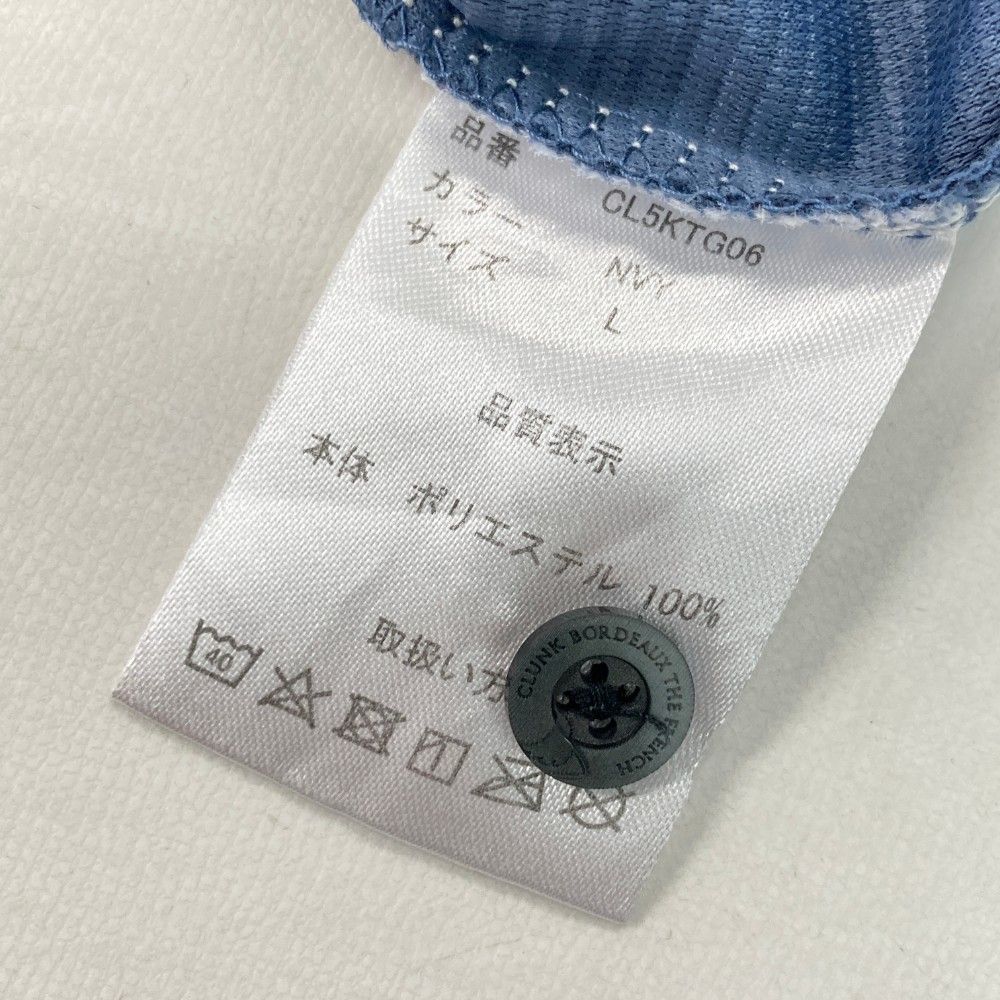 品番 CL5KTG06
カラー NVY
サイズ L
品質表示
本体 ポリエステル 100%
取扱い方
40
CLUNK BORDEAUX THE FRENCH